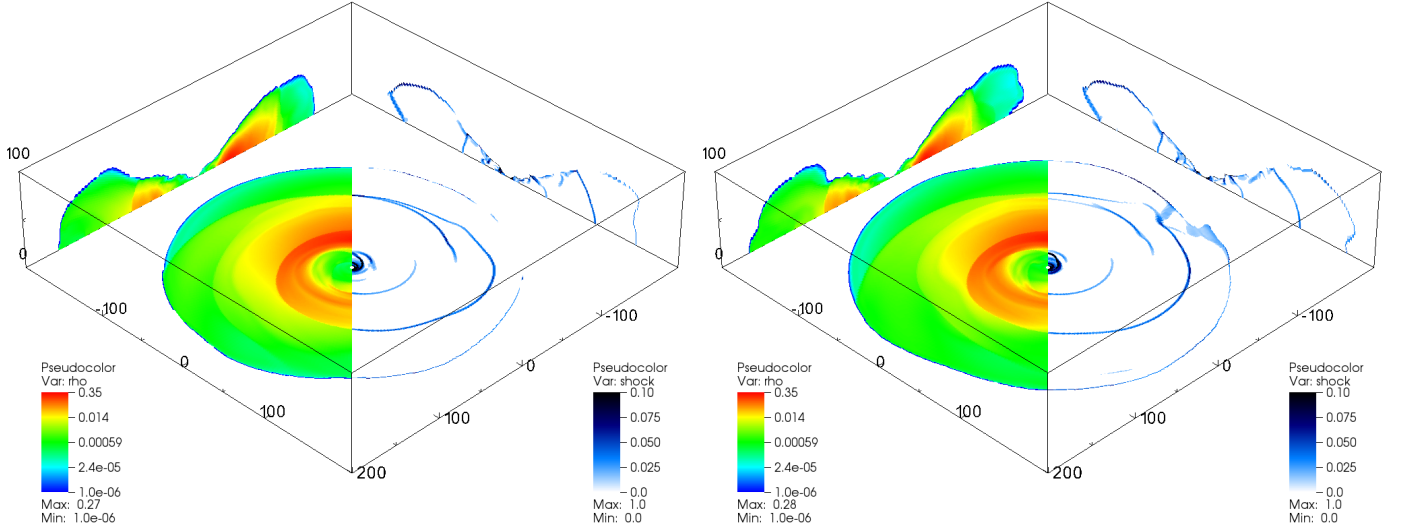 100
0
-100
0
100
200
100
0
-100
Pseudocolor
Var: rho
0.35
0.014
0.00059
2.4e-05
1.0e-06
Max: 0.27
Min: 1.0e-06
Pseudocolor
Var: shock
0.10
0.075
0.050
0.025
0.0
Max: 1.0
Min: 0.0
100
0
-100
0
100
200
100
0
-100
Pseudocolor
Var: rho
0.35
0.014
0.00059
2.4e-05
1.0e-06
Max: 0.28
Min: 1.0e-06
Pseudocolor
Var: shock
0.10
0.075
0.050
0.025
0.0
Max: 1.0
Min: 0.0